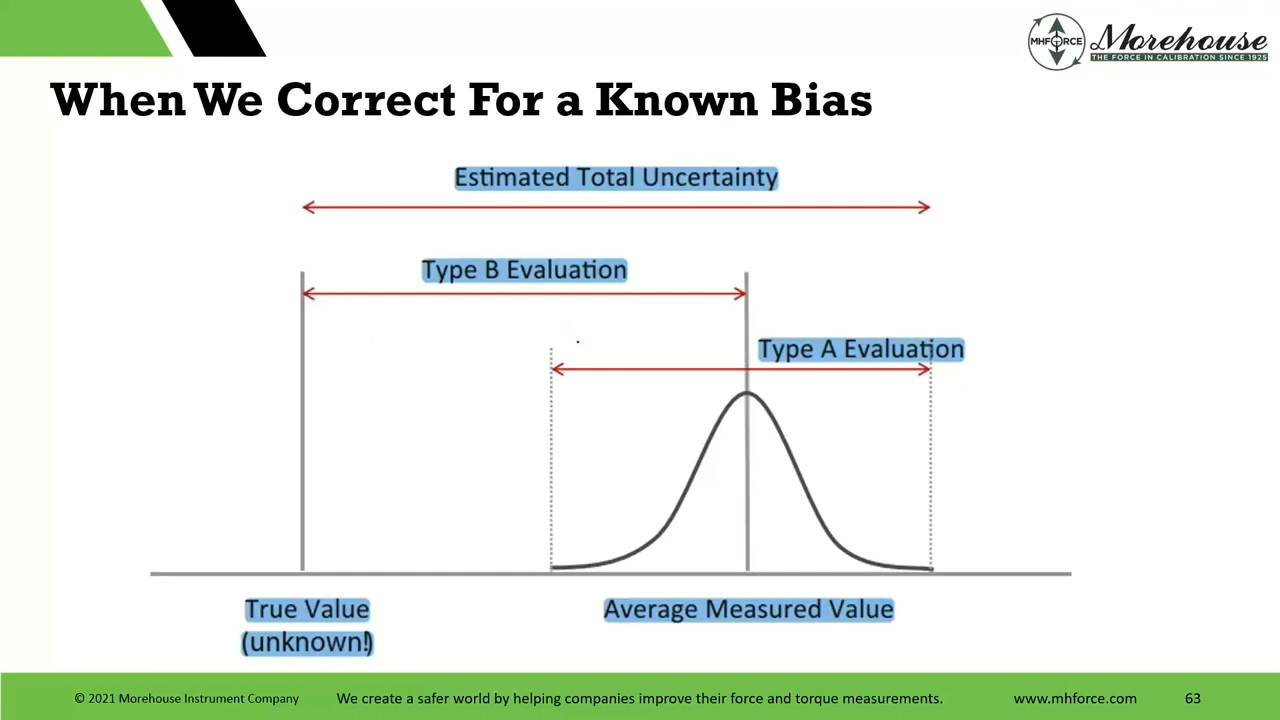 MHFORCE
Morehouse
THE FORCE IN CALIBRATION SINCE 1925
When We Correct For a Known Bias
Estimated Total Uncertainty
Type B Evaluation
Type A Evaluation
True Value
(unknown!)
Average Measured Value
© 2021 Morehouse Instrument Company
We create a safer world by helping companies improve their force and torque measurements.
www.mhforce.com
63